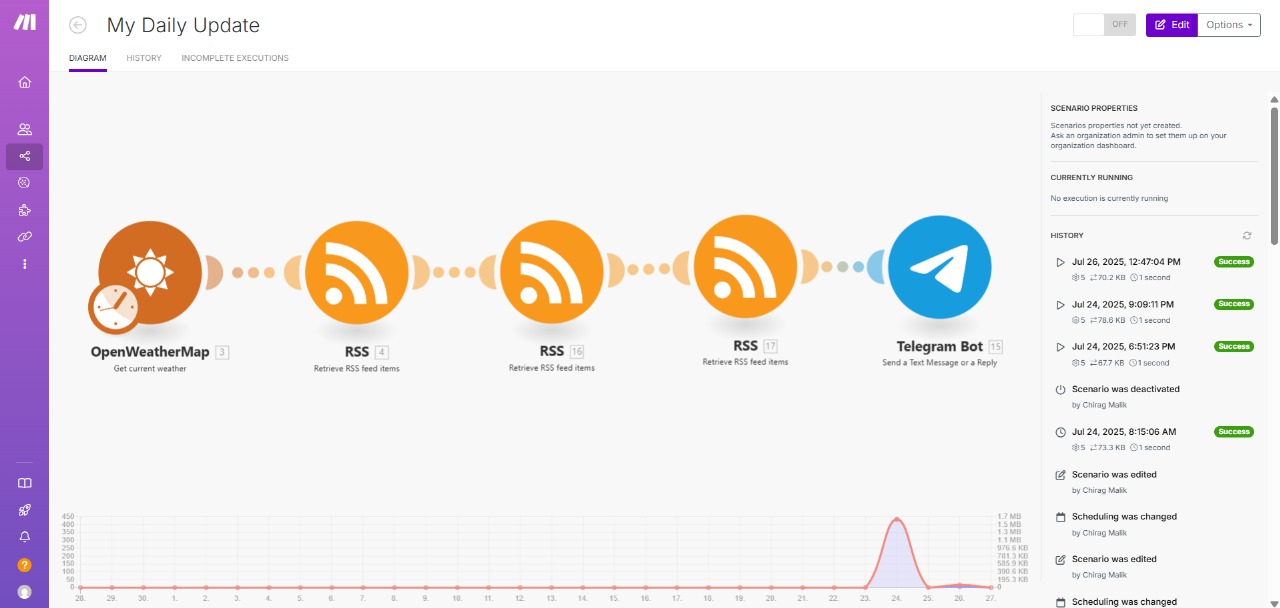 My Daily Update
OFF
Edit
Options
DIAGRAM
HISTORY
INCOMPLETE EXECUTIONS
OpenWeatherMap 3
Get current weather
RSS 4
Retrieve RSS feed items
RSS 16
Retrieve RSS feed items
RSS 17
Retrieve RSS feed items
Telegram Bot 15
Send a Text Message or a Reply
SCENARIO PROPERTIES
Scenarios properties not yet created.
Ask an organization admin to set them up on your
organization dashboard.
CURRENTLY RUNNING
No execution is currently running
HISTORY
Jul 26, 2025, 12:47:04 PM Success
5 70.2 KB 1 second
Jul 24, 2025, 9:09:11 PM Success
5 78.6 KB 1 second
Jul 24, 2025, 6:51:23 PM Success
5 67.7 KB 1 second
Scenario was deactivated
by Chirag Malik
Jul 24, 2025, 8:15:06 AM Success
5 73.3 KB 1 second
Scenario was edited
by Chirag Malik
Scheduling was changed
by Chirag Malik
Scenario was edited
by Chirag Malik
Scheduling was changed
450
400
350
300
250
200
150
100
50
0
1.7 MB
1.5 MB
1.3 MB
1.1 MB
976.6 KB
781.3 KB
585.9 KB
390.6 KB
195.3 KB
0
28. 29. 30. 1. 2. 3. 4. 5. 6. 7. 8. 9. 10. 11. 12. 13. 14. 15. 16. 17. 18. 19. 20. 21. 22. 23. 24. 25. 26. 27.
?